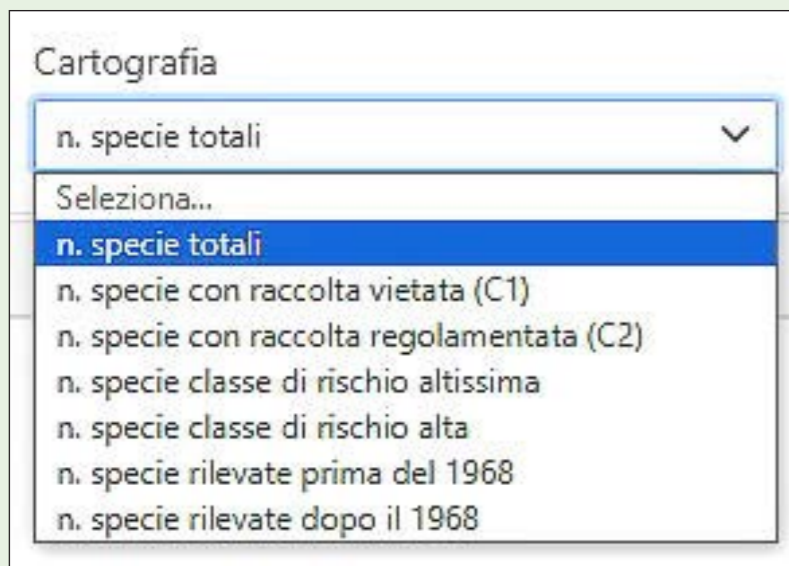 Cartografia
n. specie totali
Seleziona...
n. specie totali
n. specie con raccolta vietata (C1)
n. specie con raccolta regolamentata (C2)
n. specie classe di rischio altissima
n. specie classe di rischio alta
n. specie rilevate prima del 1968
n. specie rilevate dopo il 1968